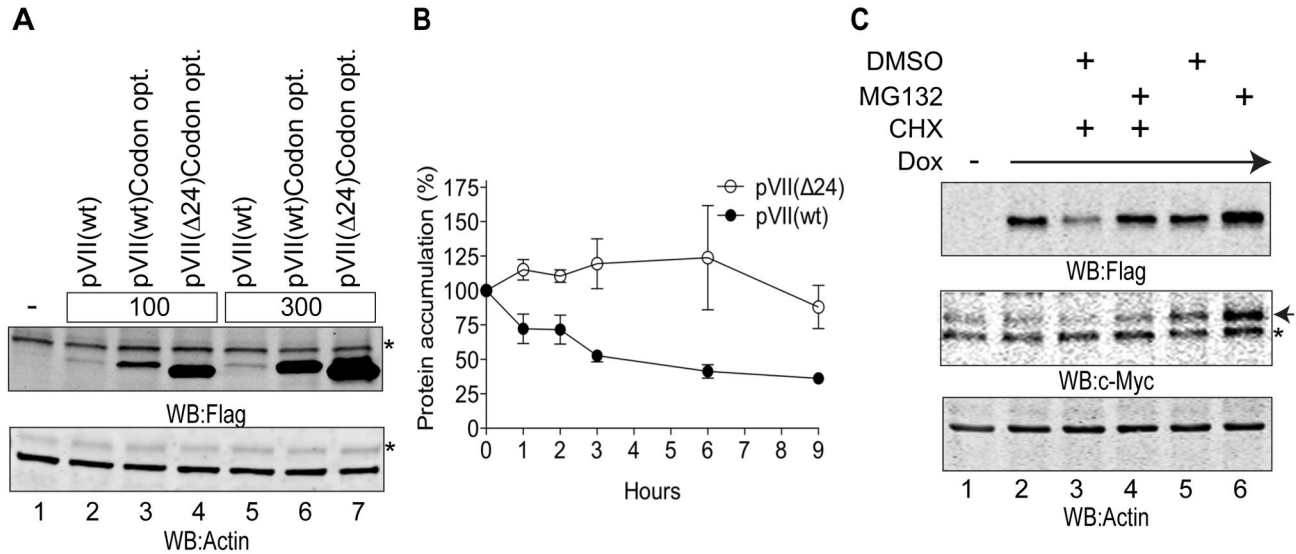 A
B
C
-
pVII(wt)
pVII(wt)Codon opt.
pVII(Δ24)Codon opt.
pVII(wt)
pVII(wt)Codon opt.
pVII(Δ24)Codon opt.
100
300
*
WB:Flag
*
1 2 3 4 5 6 7
WB:Actin
Protein accumulation (%)
175
150
125
100
75
50
25
0
0 1 2 3 4 5 6 7 8 9
Hours
pVII(Δ24)
pVII(wt)
DMSO + +
MG132 + +
CHX + +
Dox -
WB:Flag
*
WB:c-Myc
1 2 3 4 5 6
WB:Actin